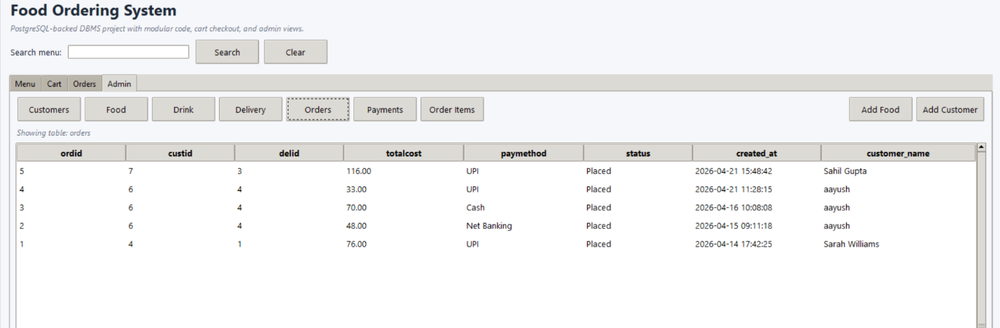 Food Ordering System
PostgreSQL-backed DBMS project with modular code, cart checkout, and admin views.
Search menu: Search Clear
Menu Cart Orders Admin
Customers Food Drink Delivery Orders Payments Order Items Add Food Add Customer
Showing table: orders
ordid custid delid totalcost paymethod status created_at customer_name
5 7 3 116.00 UPI Placed 2026-04-21 15:48:42 Sahil Gupta
4 6 4 33.00 UPI Placed 2026-04-21 11:28:15 aayush
3 6 4 70.00 Cash Placed 2026-04-16 10:08:08 aayush
2 6 4 48.00 Net Banking Placed 2026-04-15 09:11:18 aayush
1 4 1 76.00 UPI Placed 2026-04-14 17:42:25 Sarah Williams